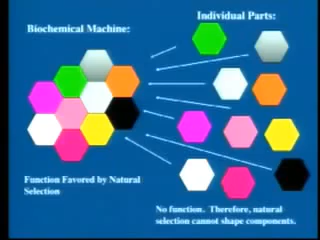 Individual Parts:
Biochemical Machine:
Function Favored by Natural
Selection
No function. Therefore, natural
selection cannot shape components.